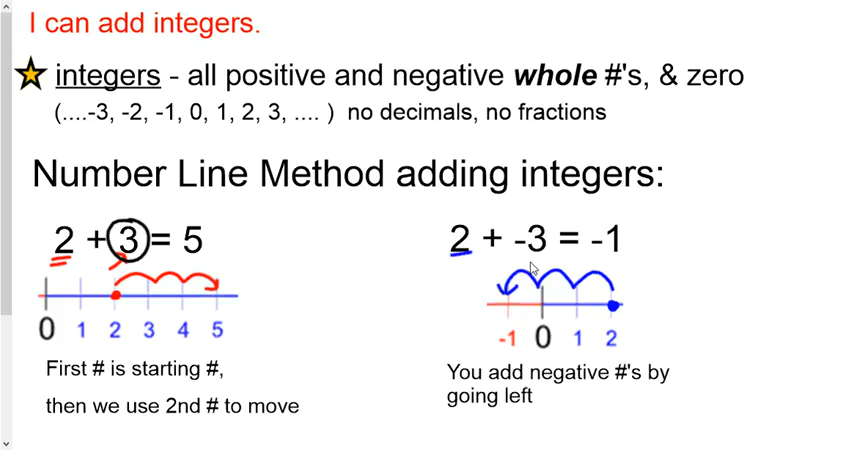 I can add integers.
integers - all positive and negative whole #'s, & zero
(....-3, -2, -1, 0, 1, 2, 3, .... ) no decimals, no fractions
Number Line Method adding integers:
2 + 3 = 5
0 1 2 3 4 5
First # is starting #,
then we use 2nd # to move
2 + -3 = -1
-1 0 1 2
You add negative #'s by
going left